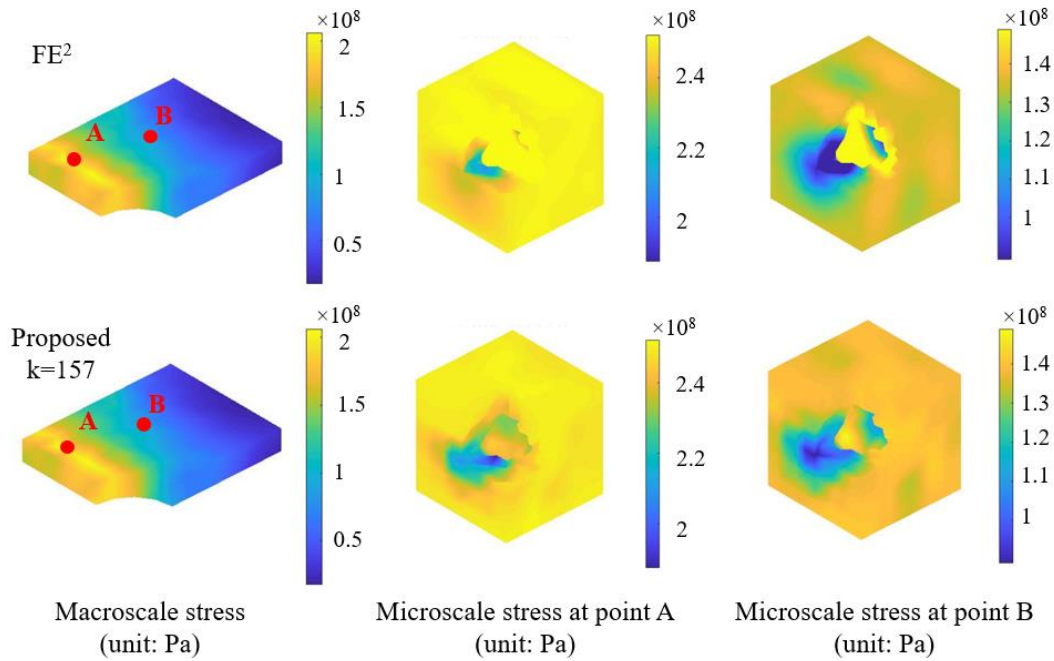 FE²
A
B
×10⁸
2
1.5
1
0.5
×10⁸
2.4
2.2
2
×10⁸
1.4
1.3
1.2
1.1
1
Proposed
k=157
A
B
×10⁸
2
1.5
1
0.5
×10⁸
2.4
2.2
2
×10⁸
1.4
1.3
1.2
1.1
1
Macroscale stress
(unit: Pa)
Microscale stress at point A
(unit: Pa)
Microscale stress at point B
(unit: Pa)